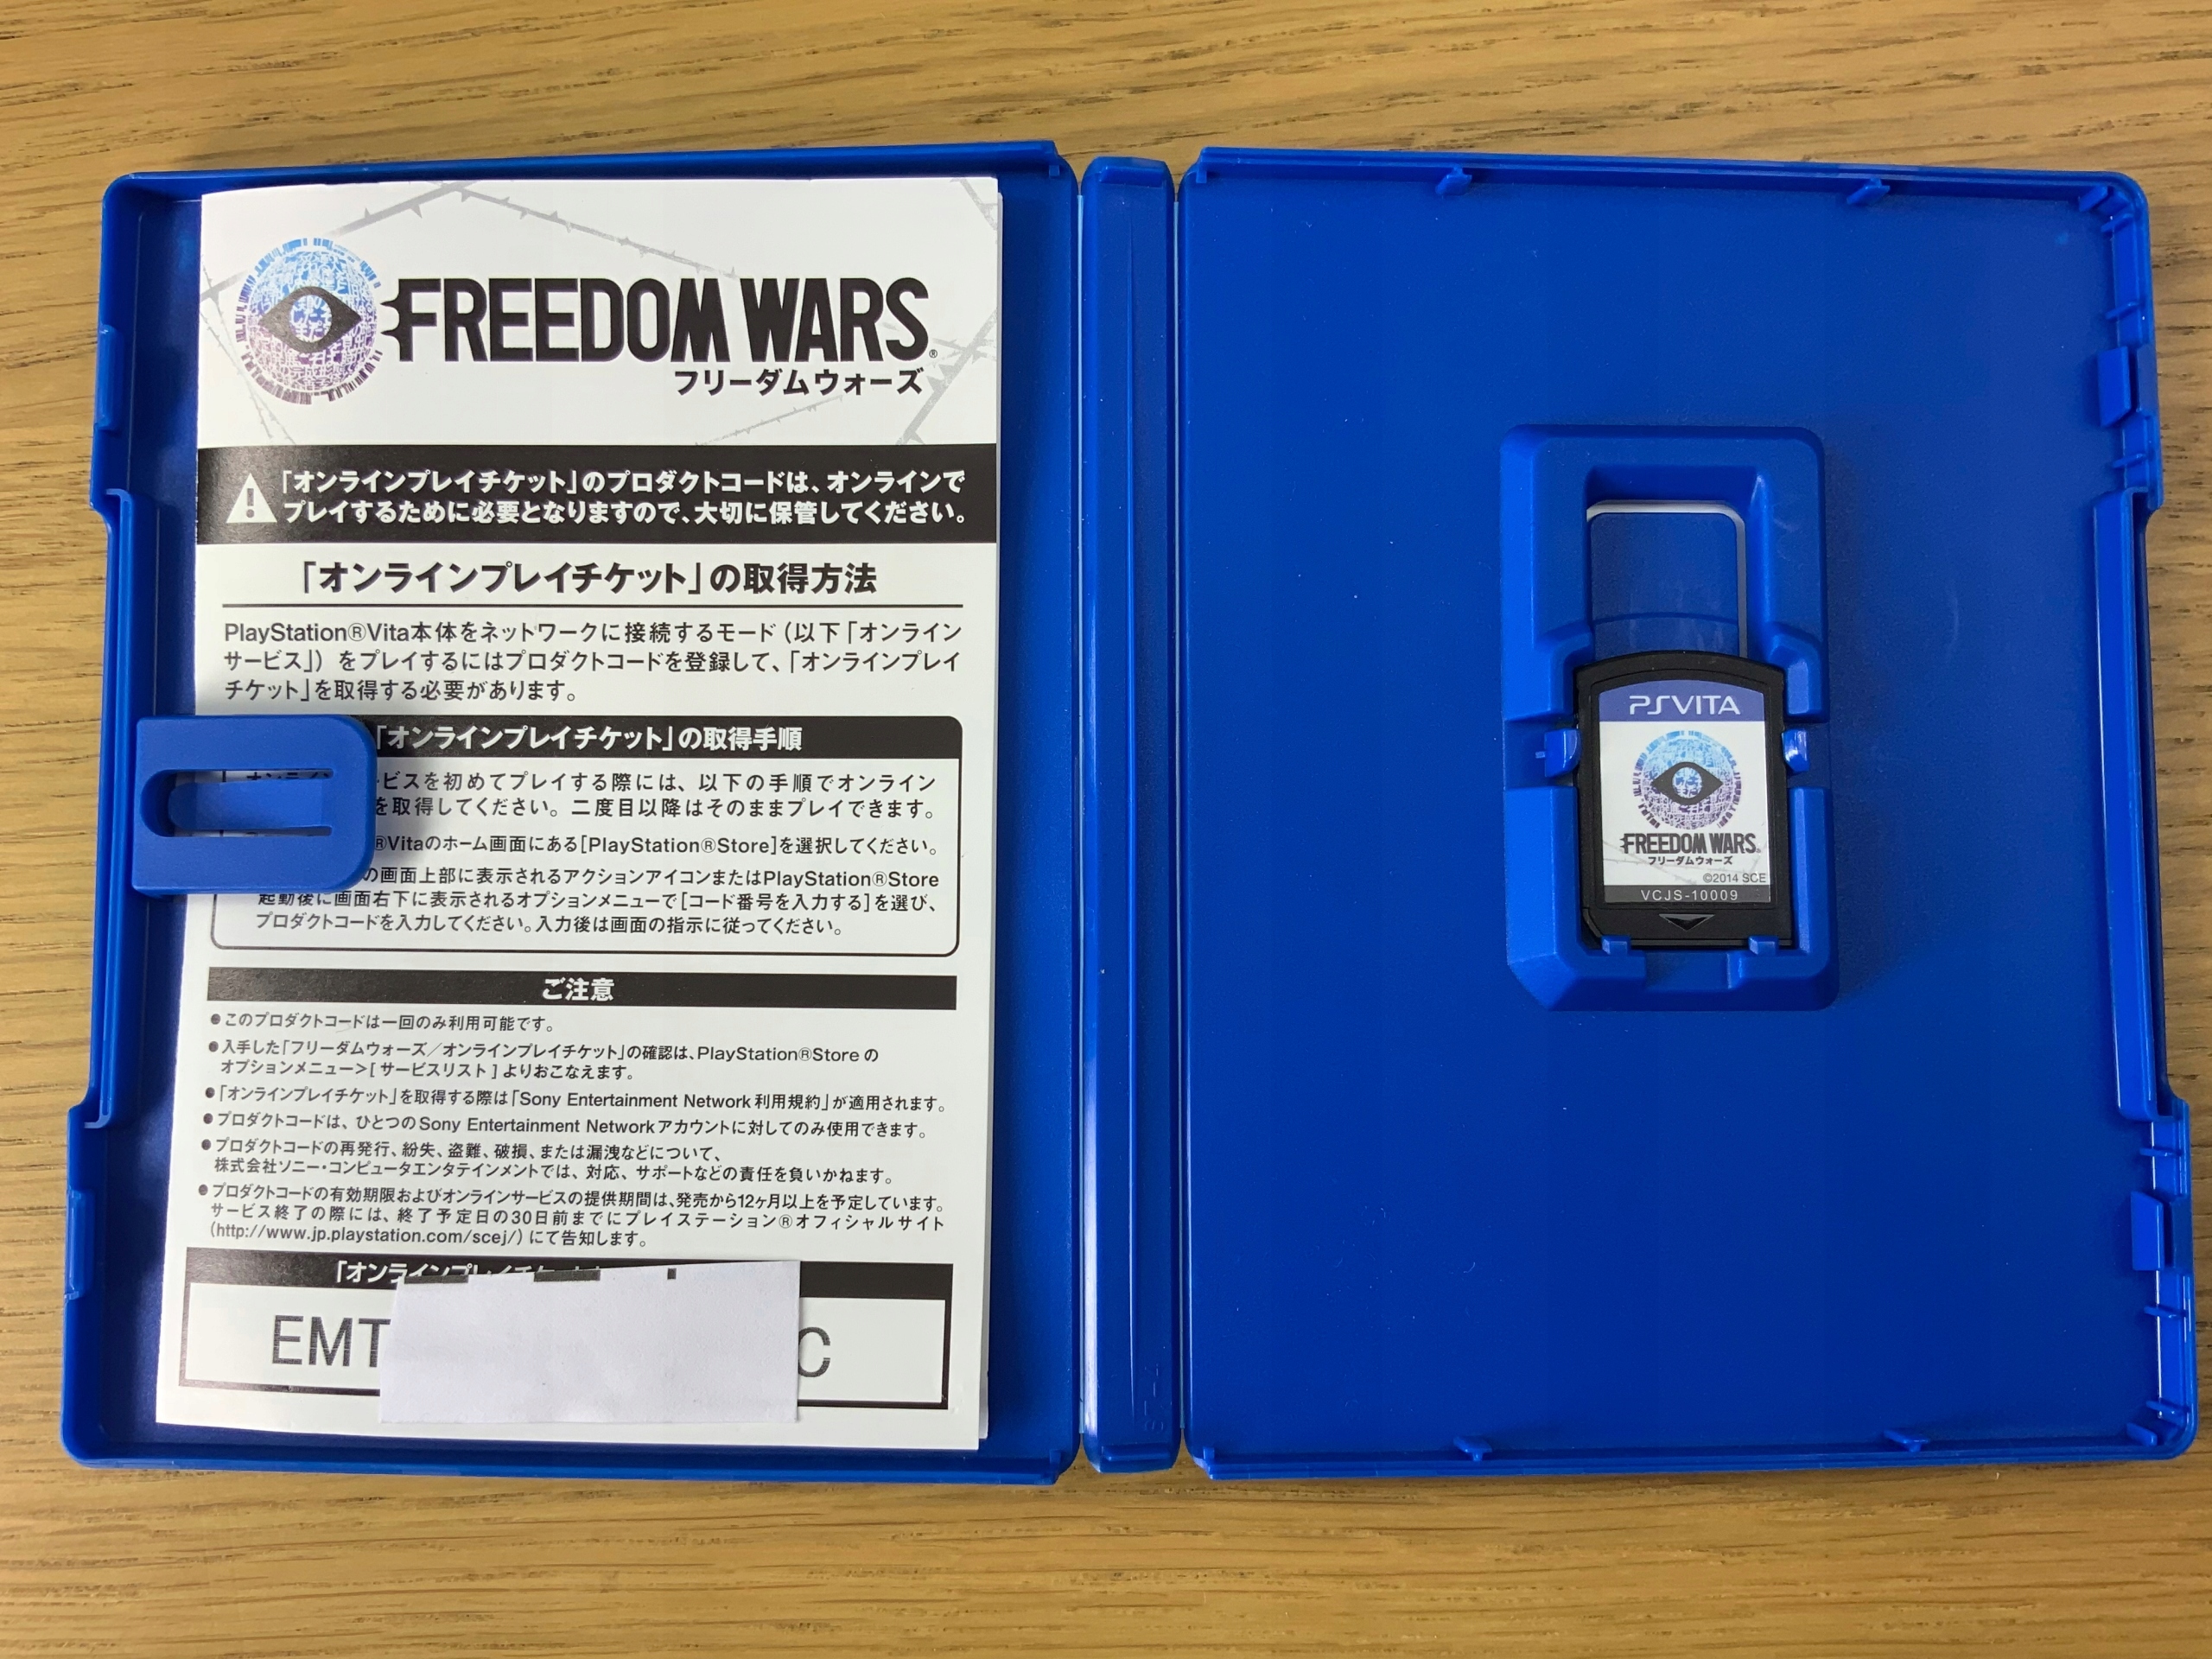 FREEDOM WARS®
フリーダムウォーズ
「オンラインプレイチケット」のプロダクトコードは、オンラインで
プレイするために必要となりますので、大切に保管してください。
「オンラインプレイチケット」の取得方法
PlayStation®Vita本体をネットワークに接続するモード（以下「オンライン
サービス」）をプレイするにはプロダクトコードを登録して、「オンラインプレイ
チケット」を取得する必要があります。
「オンラインプレイチケット」の取得手順
ビスを初めてプレイする際には、以下の手順でオンライン
を取得してください。二度目以降はそのままプレイできます。
®Vitaのホーム画面にある[PlayStation®Store]を選択してください。
の画面上部に表示されるアクションアイコンまたはPlayStation®Store
起動後に画面右下に表示されるオプションメニューで[コード番号を入力する]を選び、
プロダクトコードを入力してください。入力後は画面の指示に従ってください。
ご注意
●このプロダクトコードは一回のみ利用可能です。
●入手した「フリーダムウォーズ／オンラインプレイチケット」の確認は、PlayStation®Storeの
オプションメニュー>[サービスリスト]よりおこなえます。
●「オンラインプレイチケット」を取得する際は「Sony Entertainment Network利用規約」が適用されます。
●プロダクトコードは、ひとつのSony Entertainment Networkアカウントに対してのみ使用できます。
●プロダクトコードの再発行、紛失、盗難、破損、または漏洩などについて、
株式会社ソニー・コンピュータエンタテインメントでは、対応、サポートなどの責任を負いかねます。
●プロダクトコードの有効期限およびオンラインサービスの提供期間は、発売から12ヶ月以上を予定しています。
サービス終了の際には、終了予定日の30日前までにプレイステーション®オフィシャルサイト
(http://www.jp.playstation.com/scej/)にて告知します。
「オンラインプレイチケ
EMT C
PSVITA
FREEDOM WARS®
フリーダムウォーズ
©2014 SCE
VCJS-10009